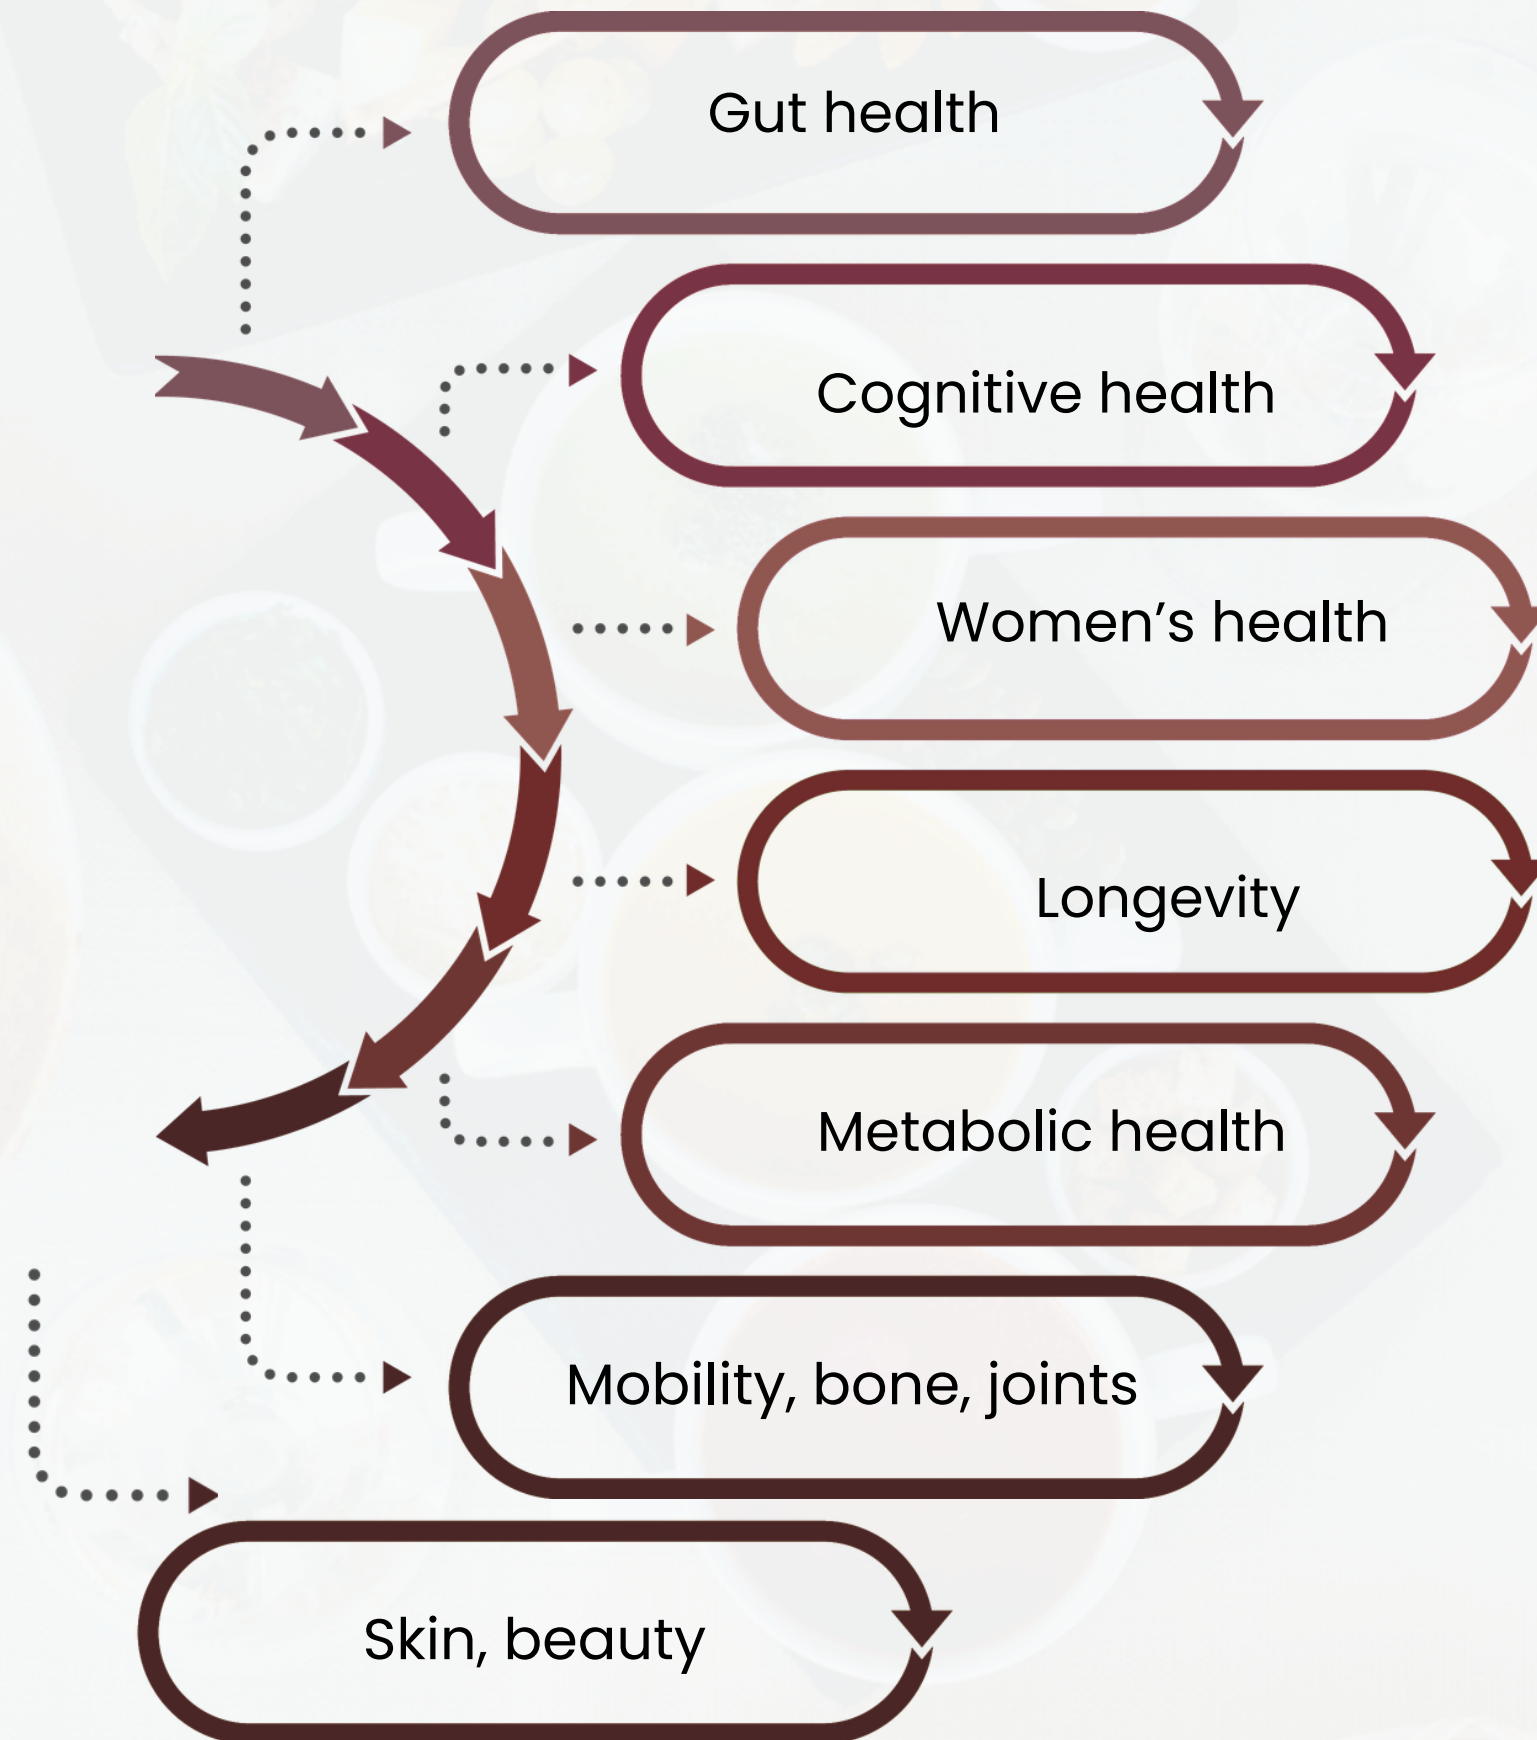 Gut health
Cognitive health
Women’s health
Longevity
Metabolic health
Mobility, bone, joints
Skin, beauty